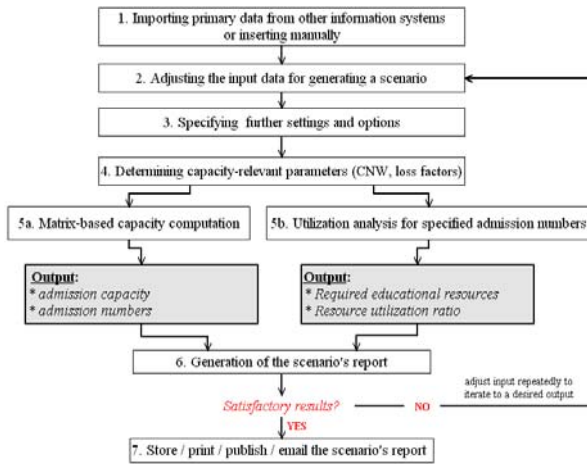 1. Importing primary data from other information systems
or inserting manually
2. Adjusting the input data for generating a scenario
3. Specifying further settings and options
4. Determining capacity-relevant parameters (CNW, loss factors)
5a. Matrix-based capacity computation
5b. Utilization analysis for specified admission numbers
Output:
* admission capacity
* admission numbers
Output:
* Required educational resources
* Resource utilization ratio
6. Generation of the scenario's report
Satisfactory results?
NO
adjust input repeatedly to
iterate to a desired output
YES
7. Store / print / publish / email the scenario's report